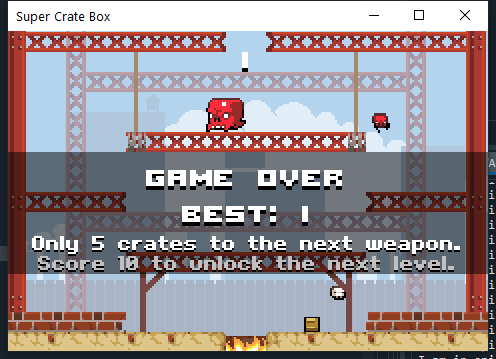 Super Crate Box
1
GAME OVER
BEST: 1
Only 5 crates to the next weapon.
Score 10 to unlock the next level.